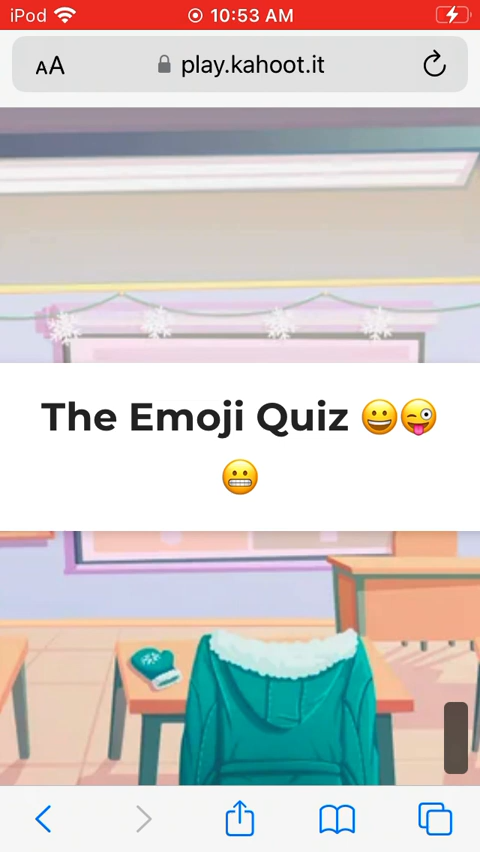 iPod 10:53 AM
AA play.kahoot.it
The Emoji Quiz 😀😜
😬